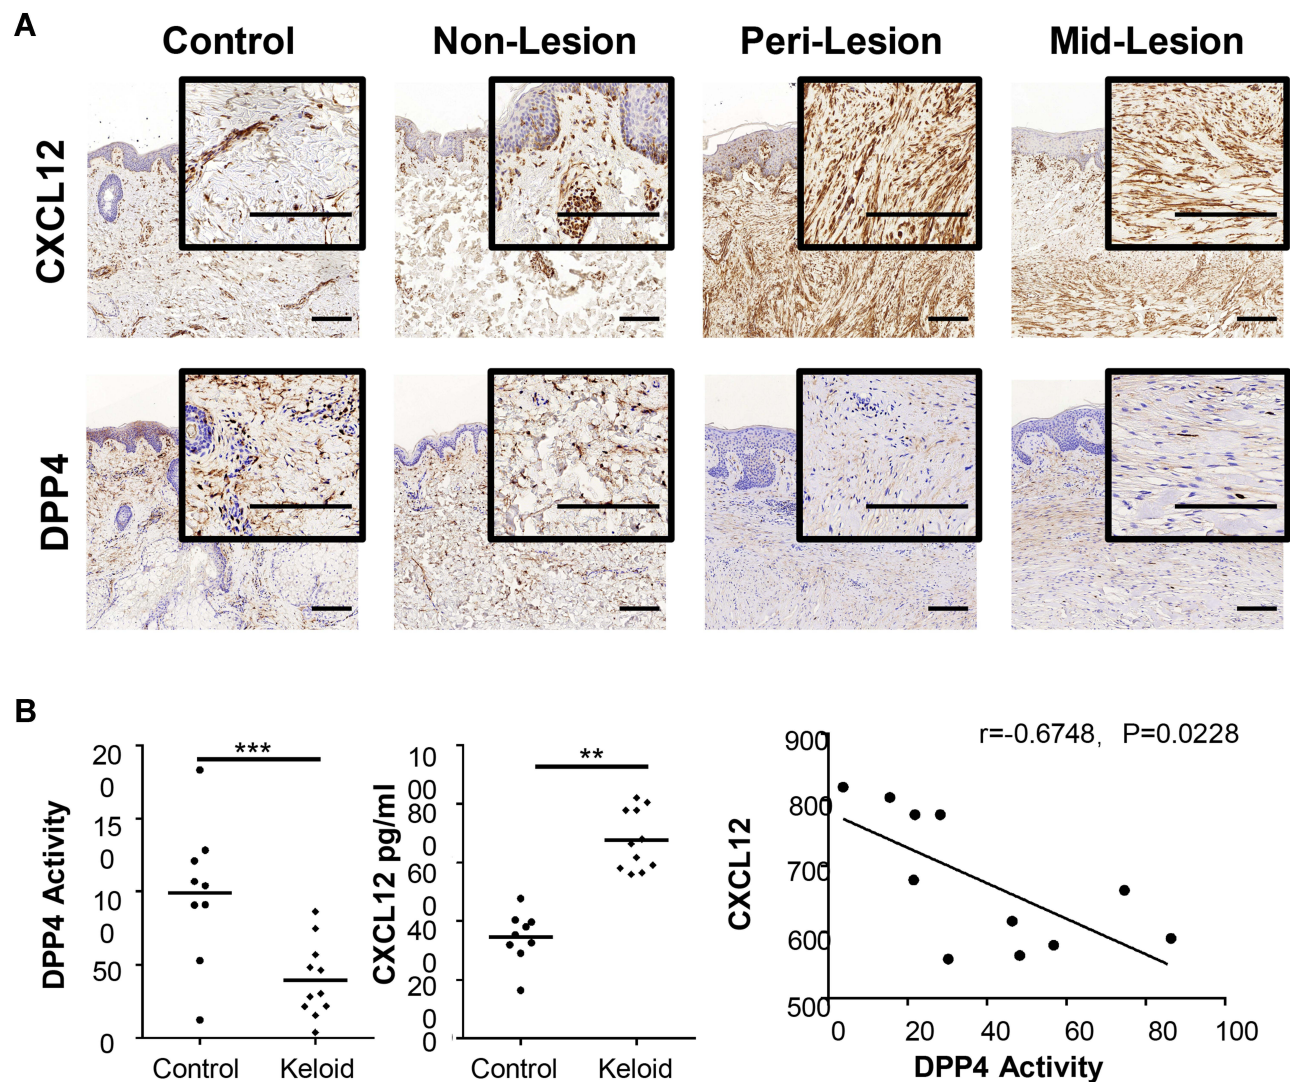 A
Control Non-Lesion Peri-Lesion Mid-Lesion
CXCL12
DPP4
B
DPP4 Activity
20
0
15
0
10
0
50
0
***
Control Keloid
CXCL12 pg/ml
10
00
80
0
60
0
40
0
20
0
0
**
Control Keloid
CXCL12
900
800
700
600
500
r=-0.6748, P=0.0228
0 20 40 60 80 100
DPP4 Activity